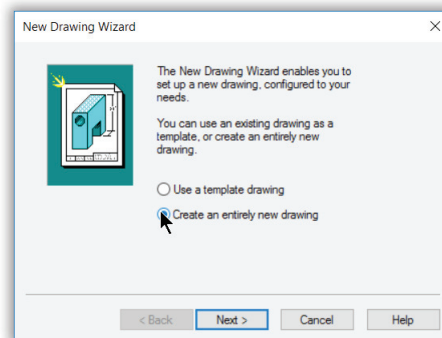 New Drawing Wizard
The New Drawing Wizard enables you to
set up a new drawing, configured to your
needs.
You can use an existing drawing as a
template, or create an entirely new
drawing.
Use a template drawing
Create an entirely new drawing
< Back   Next >   Cancel   Help